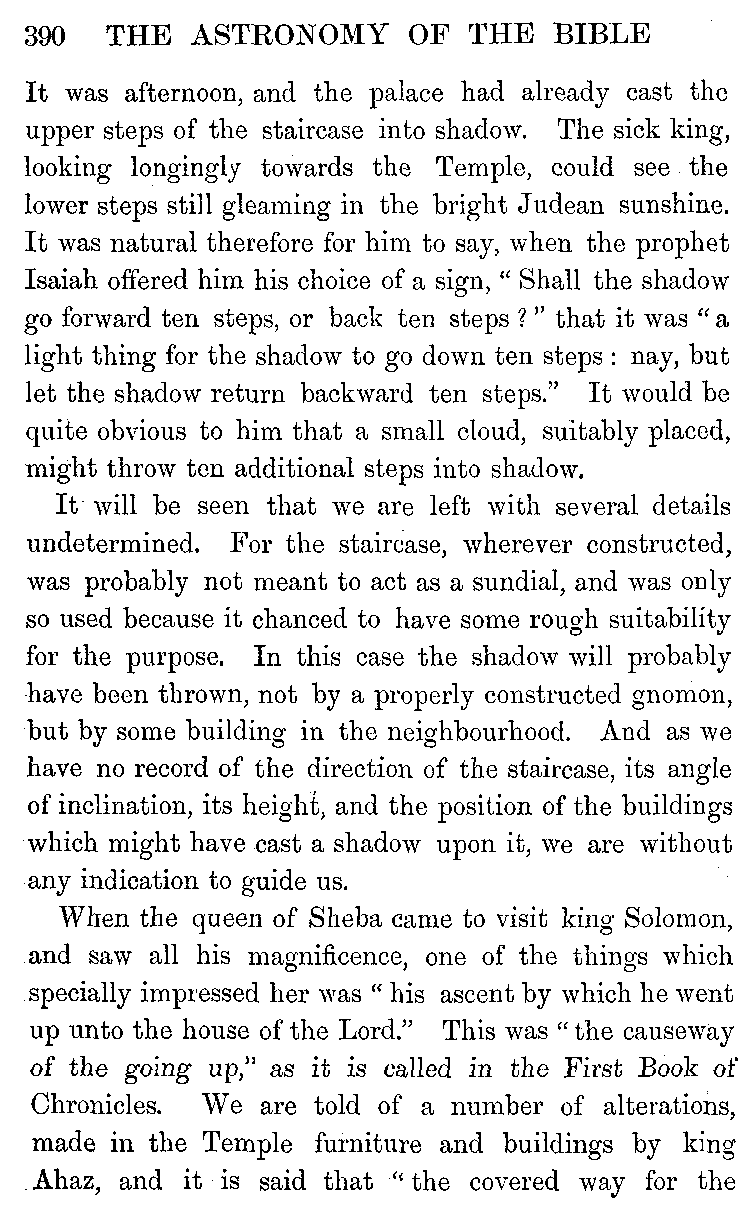 390 THE ASTRONOMY OF THE BIBLE
It was afternoon, and the palace had already cast the
upper steps of the staircase into shadow. The sick king,
looking longingly towards the Temple, could see the
lower steps still gleaming in the bright Judean sunshine.
It was natural therefore for him to say, when the prophet
Isaiah offered him his choice of a sign, “ Shall the shadow
go forward ten steps, or back ten steps ? ” that it was “ a
light thing for the shadow to go down ten steps : nay, but
let the shadow return backward ten steps.” It would be
quite obvious to him that a small cloud, suitably placed,
might throw ten additional steps into shadow.
It will be seen that we are left with several details
undetermined. For the staircase, wherever constructed,
was probably not meant to act as a sundial, and was only
so used because it chanced to have some rough suitability
for the purpose. In this case the shadow will probably
have been thrown, not by a properly constructed gnomon,
but by some building in the neighbourhood. And as we
have no record of the direction of the staircase, its angle
of inclination, its height, and the position of the buildings
which might have cast a shadow upon it, we are without
any indication to guide us.
When the queen of Sheba came to visit king Solomon,
and saw all his magnificence, one of the things which
specially impressed her was “ his ascent by which he went
up unto the house of the Lord.” This was “ the causeway
of the going up,” as it is called in the First Book of
Chronicles. We are told of a number of alterations,
made in the Temple furniture and buildings by king
Ahaz, and it is said that “ the covered way for the